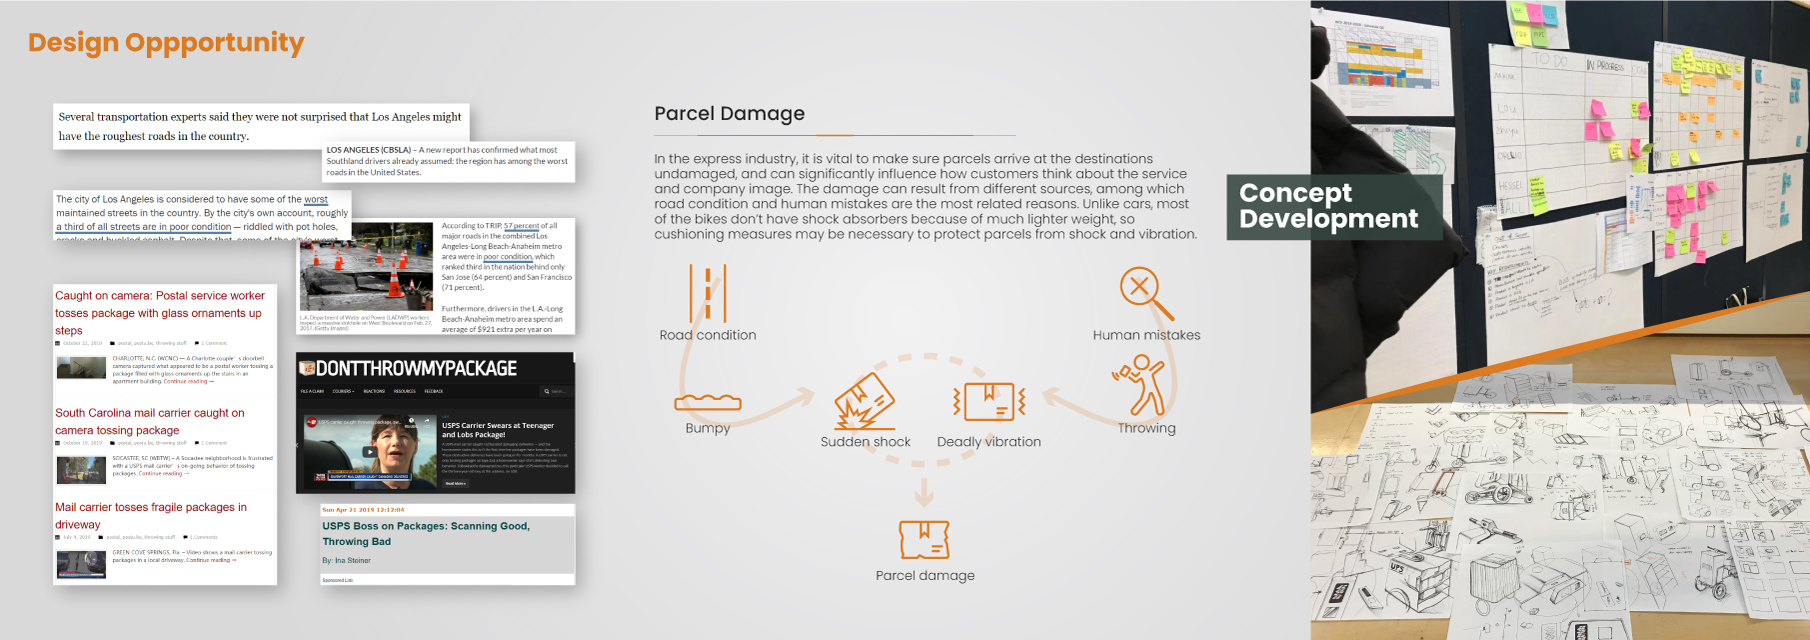 Design Oppportunity
Several transportation experts said they were not surprised that Los Angeles might
have the roughest roads in the country.
LOS ANGELES (CBSLA) – A new report has confirmed what most
Southland drivers already assumed: the region has among the worst
roads in the United States.
The city of Los Angeles is considered to have some of the worst
maintained streets in the country. By the city's own account, roughly
a third of all streets are in poor condition — riddled with pot holes,
According to TRIP, 57 percent of all
major roads in the combined Los
Angeles-Long Beach-Anaheim metro
area were in poor condition, which
ranked third in the nation behind only
San Jose (64 percent) and San Francisco
(71 percent).
Furthermore, drivers in the L.A.-Long
Beach-Anaheim metro area spend an
average of $921 extra per year on
L.A. Department of Water and Power (LADWP) workers
inspect a massive sinkhole on West Boulevard on Feb. 27,
2017. (Getty Images)
Caught on camera: Postal service worker
tosses package with glass ornaments up
steps
October 22, 2019 postal, youtube, throwing stuff 1 Comment
CHARLOTTE, N.C. (WCNC) — A Charlotte couple's doorbell
camera captured what appeared to be a postal worker tossing a
package filled with glass ornaments up the stairs in an
apartment building. Continue reading →
South Carolina mail carrier caught on
camera tossing package
October 19, 2019 postal, youtube, throwing stuff 1 Comment
SOCASTEE, SC (WBTW) – A Socastee neighborhood is frustrated
with a USPS mail carrier's on-going behavior of tossing
packages. Continue reading →
Mail carrier tosses fragile packages in
driveway
July 4, 2019 postal, youtube, throwing stuff 2 Comments
GREEN COVE SPRINGS, Fla. – Video shows a mail carrier tossing
packages in a local driveway. Continue reading →
DONTTHROWMYPACKAGE
FILE A CLAIM COURIERS REACTIONS! RESOURCES FEEDBACK Search...
USPS Carrier Swears at Teenager
and Lobs Package!
Read More »
Sun Apr 21 2019 12:12:04
USPS Boss on Packages: Scanning Good,
Throwing Bad
By: Ina Steiner
Sponsored Link
Parcel Damage
In the express industry, it is vital to make sure parcels arrive at the destinations
undamaged, and can significantly influence how customers think about the service
and company image. The damage can result from different sources, among which
road condition and human mistakes are the most related reasons. Unlike cars, most
of the bikes don't have shock absorbers because of much lighter weight, so
cushioning measures may be necessary to protect parcels from shock and vibration.
Road condition
Human mistakes
Bumpy
Sudden shock
Deadly vibration
Throwing
Parcel damage
Concept
Development
TO DO
IN PROGRESS
LOU
HESSEL
ALL
UPS